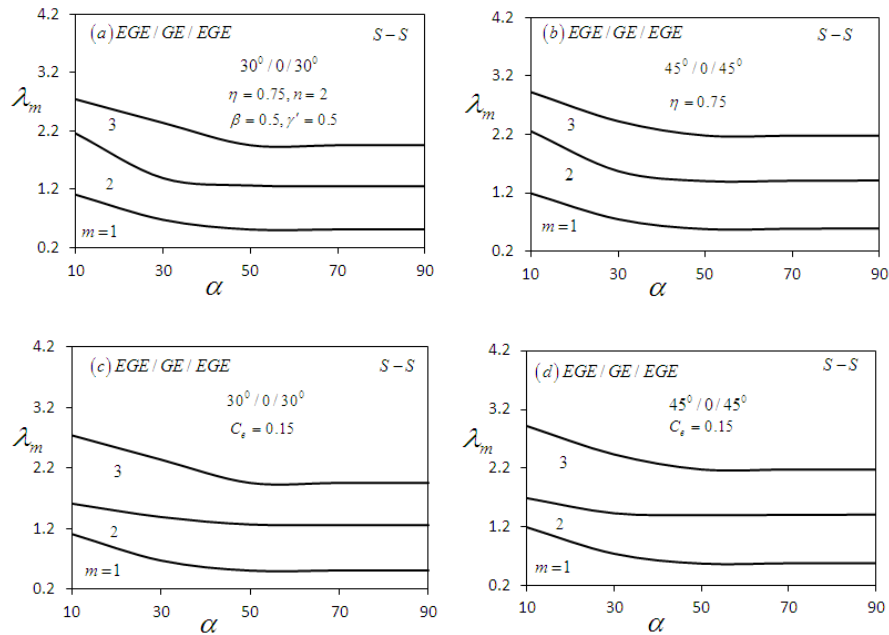 (a) EGE / GE / EGE S – S
30⁰ / 0 / 30⁰
η = 0.75, n = 2
β = 0.5, γ′ = 0.5
4.2
3.2
λₘ
2.2
1.2
0.2
3
2
m = 1
10 30 50 70 90
α
(b) EGE / GE / EGE S – S
45⁰ / 0 / 45⁰
η = 0.75
4.2
3.2
λₘ
2.2
1.2
0.2
3
2
m = 1
10 30 50 70 90
α
(c) EGE / GE / EGE S – S
30⁰ / 0 / 30⁰
Cₑ = 0.15
4.2
3.2
λₘ
2.2
1.2
0.2
3
2
m = 1
10 30 50 70 90
α
(d) EGE / GE / EGE S – S
45⁰ / 0 / 45⁰
Cₑ = 0.15
4.2
3.2
λₘ
2.2
1.2
0.2
3
2
m = 1
10 30 50 70 90
α